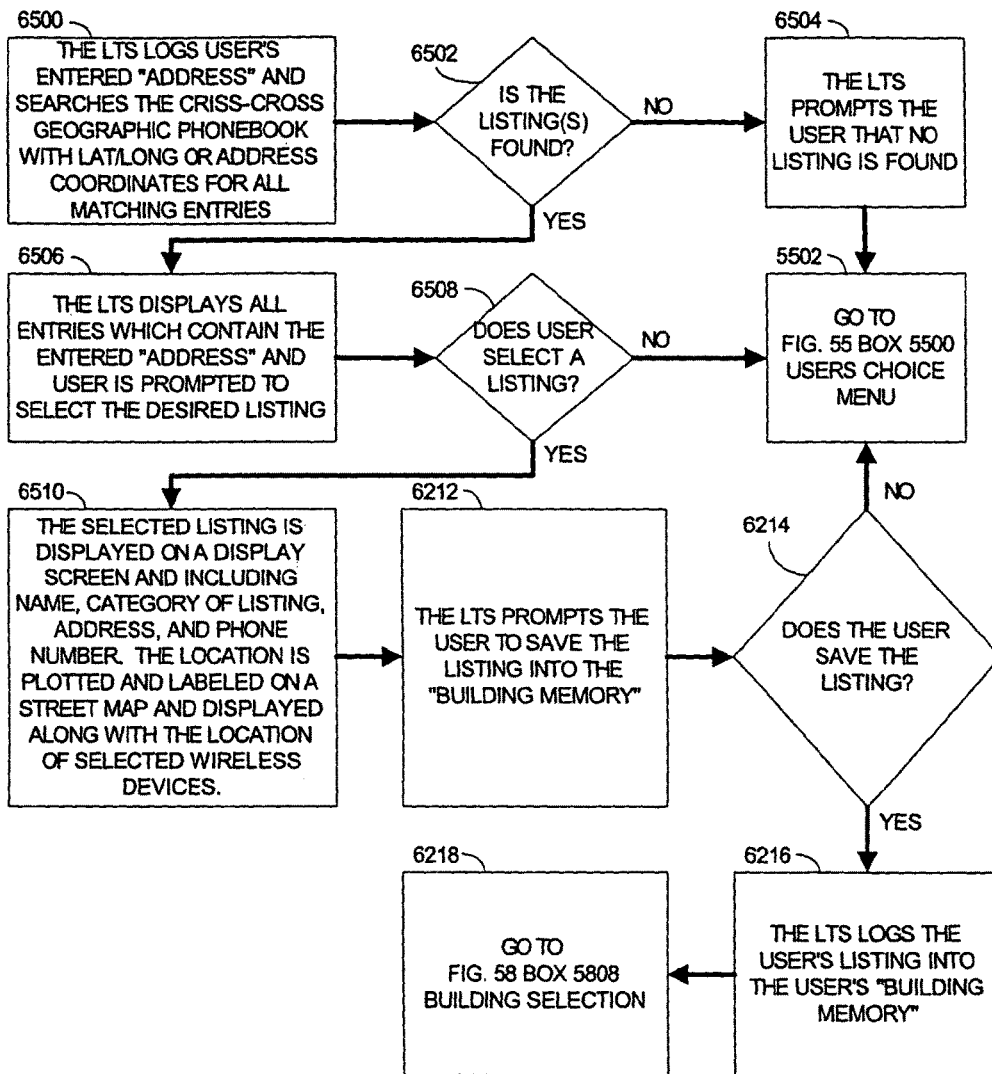 6500
THE LTS LOGS USER'S
ENTERED "ADDRESS" AND
SEARCHES THE CRISS-CROSS
GEOGRAPHIC PHONEBOOK
WITH LAT/LONG OR ADDRESS
COORDINATES FOR ALL
MATCHING ENTRIES
6502
IS THE
LISTING(S)
FOUND?
NO
YES
6504
THE LTS
PROMPTS THE
USER THAT NO
LISTING IS FOUND
6506
THE LTS DISPLAYS ALL
ENTRIES WHICH CONTAIN THE
ENTERED "ADDRESS" AND
USER IS PROMPTED TO
SELECT THE DESIRED LISTING
6508
DOES USER
SELECT A
LISTING?
NO
YES
5502
GO TO
FIG. 55 BOX 5500
USERS CHOICE
MENU
6510
THE SELECTED LISTING IS
DISPLAYED ON A DISPLAY
SCREEN AND INCLUDING
NAME, CATEGORY OF LISTING,
ADDRESS, AND PHONE
NUMBER. THE LOCATION IS
PLOTTED AND LABELED ON A
STREET MAP AND DISPLAYED
ALONG WITH THE LOCATION
OF SELECTED WIRELESS
DEVICES.
6212
THE LTS PROMPTS THE
USER TO SAVE THE
LISTING INTO THE
"BUILDING MEMORY"
6214
DOES THE USER
SAVE THE
LISTING?
NO
YES
6216
THE LTS LOGS THE
USER'S LISTING INTO
THE USER'S "BUILDING
MEMORY"
6218
GO TO
FIG. 58 BOX 5808
BUILDING SELECTION